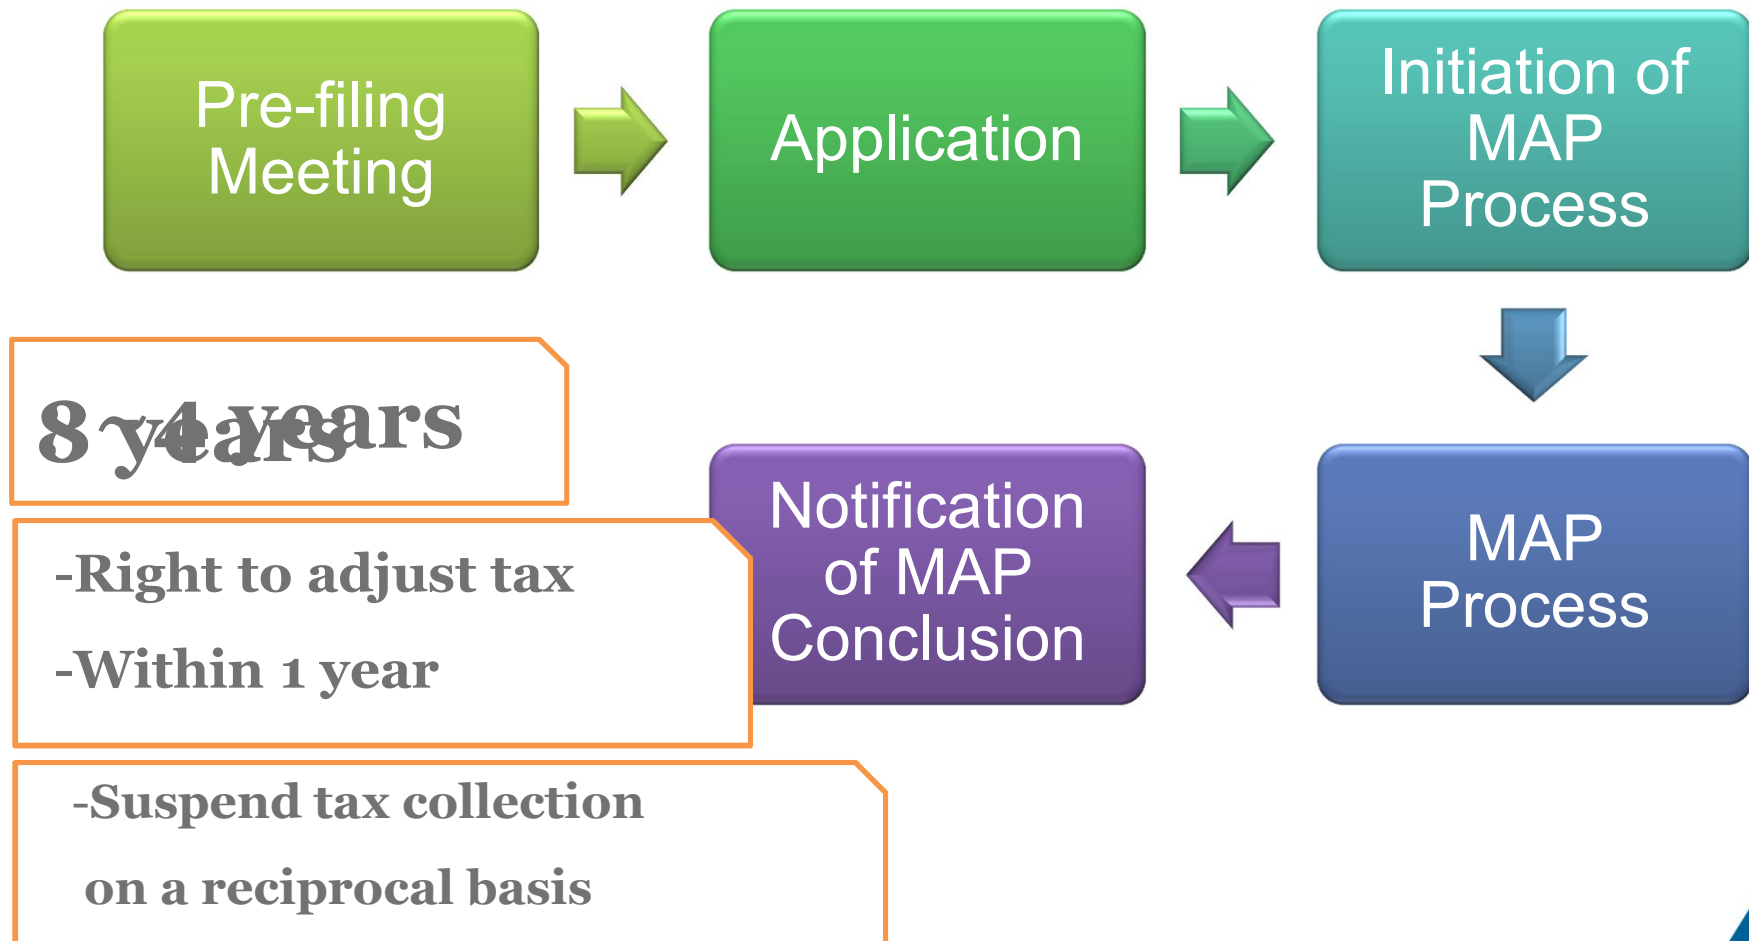 Pre-filing
Meeting
Application
Initiation of
MAP
Process
MAP
Process
Notification
of MAP
Conclusion
8 years
~4 years
-Right to adjust tax
-Within 1 year
-Suspend tax collection
on a reciprocal basis